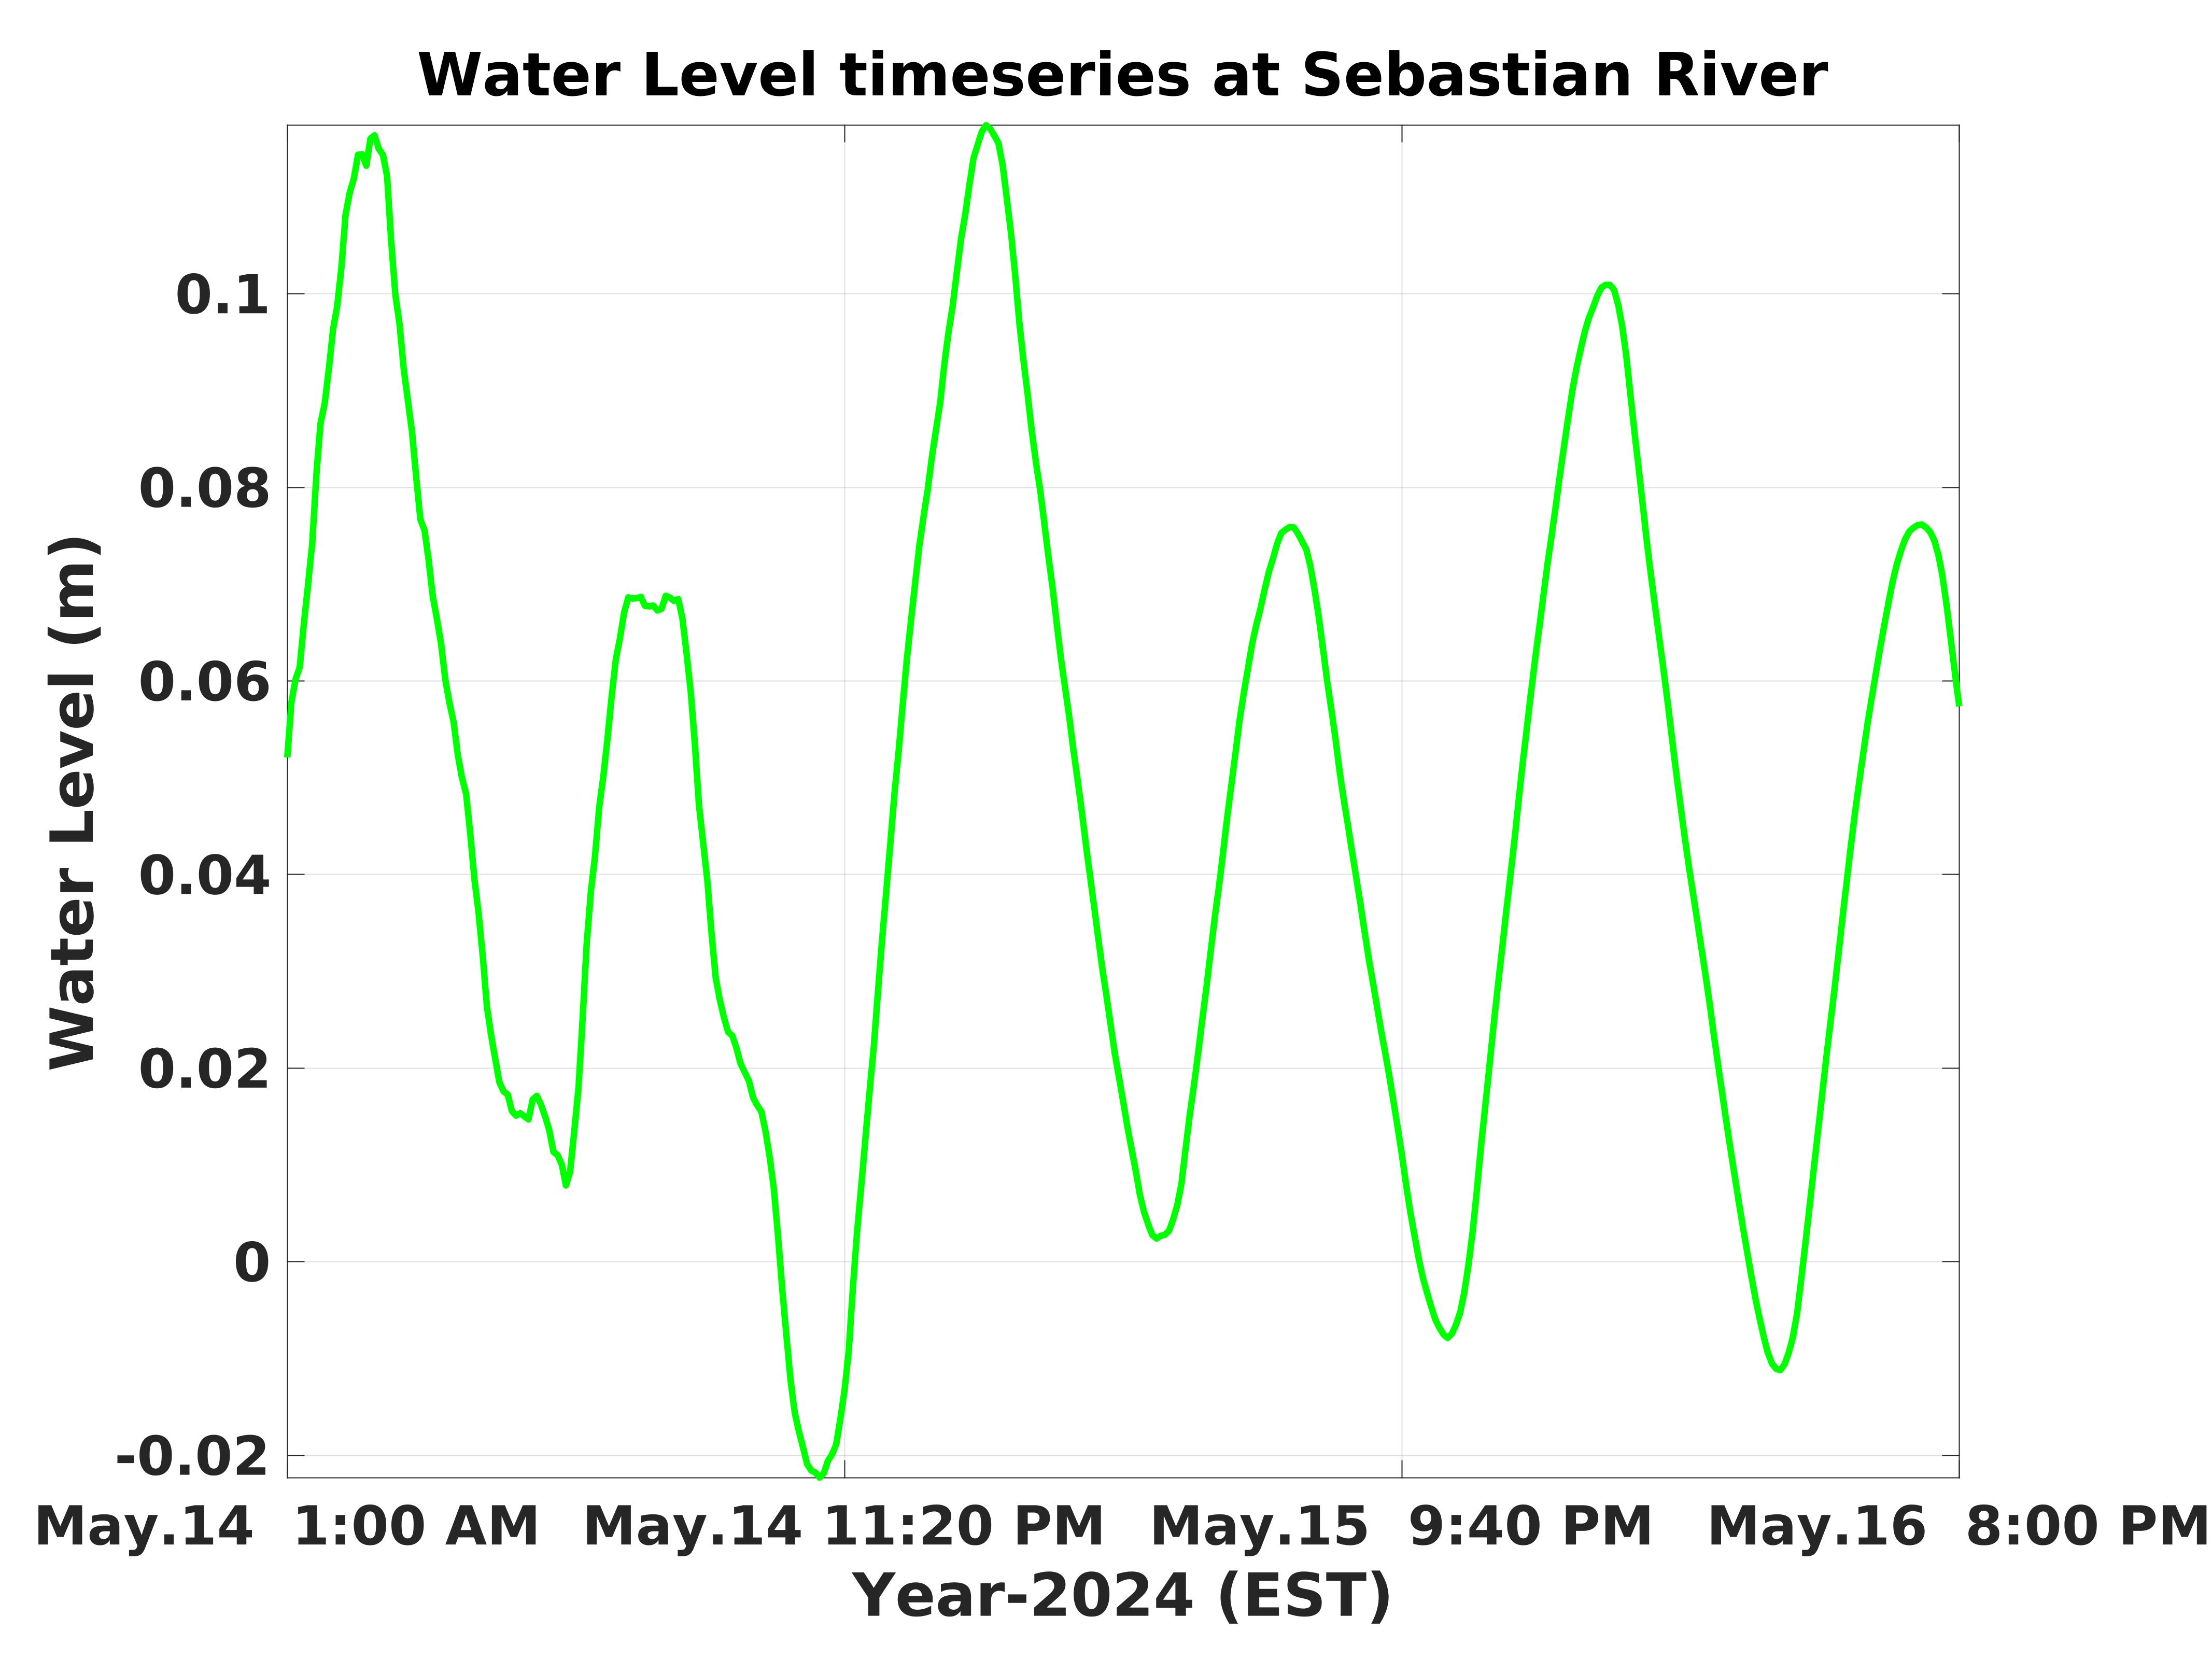 Water Level timeseries at Sebastian River
Water Level (m)
0.1
0.08
0.06
0.04
0.02
0
-0.02
May.14 1:00 AM May.14 11:20 PM May.15 9:40 PM May.16 8:00 PM
Year-2024 (EST)